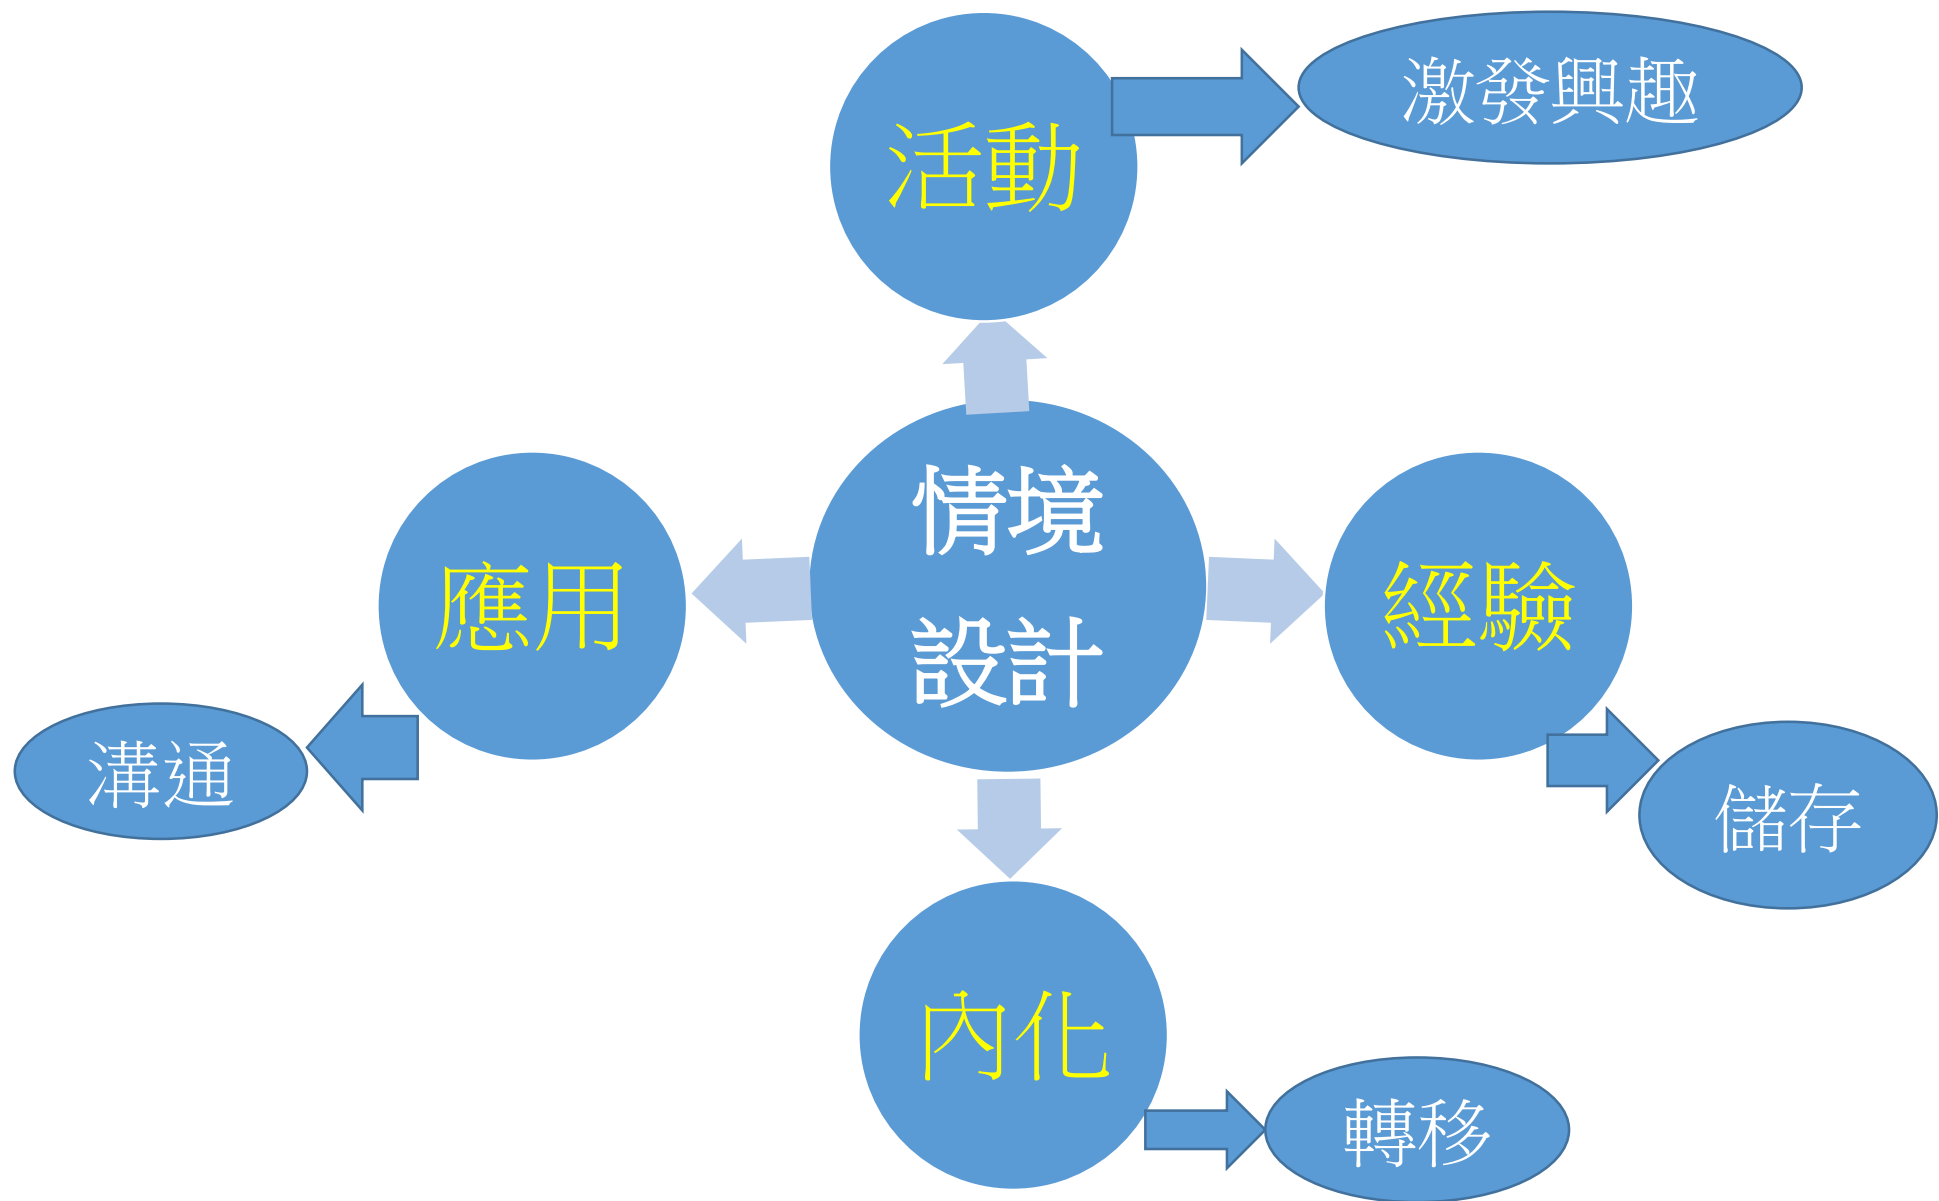 激發興趣
活動
情境
設計
應用
經驗
溝通
儲存
內化
轉移